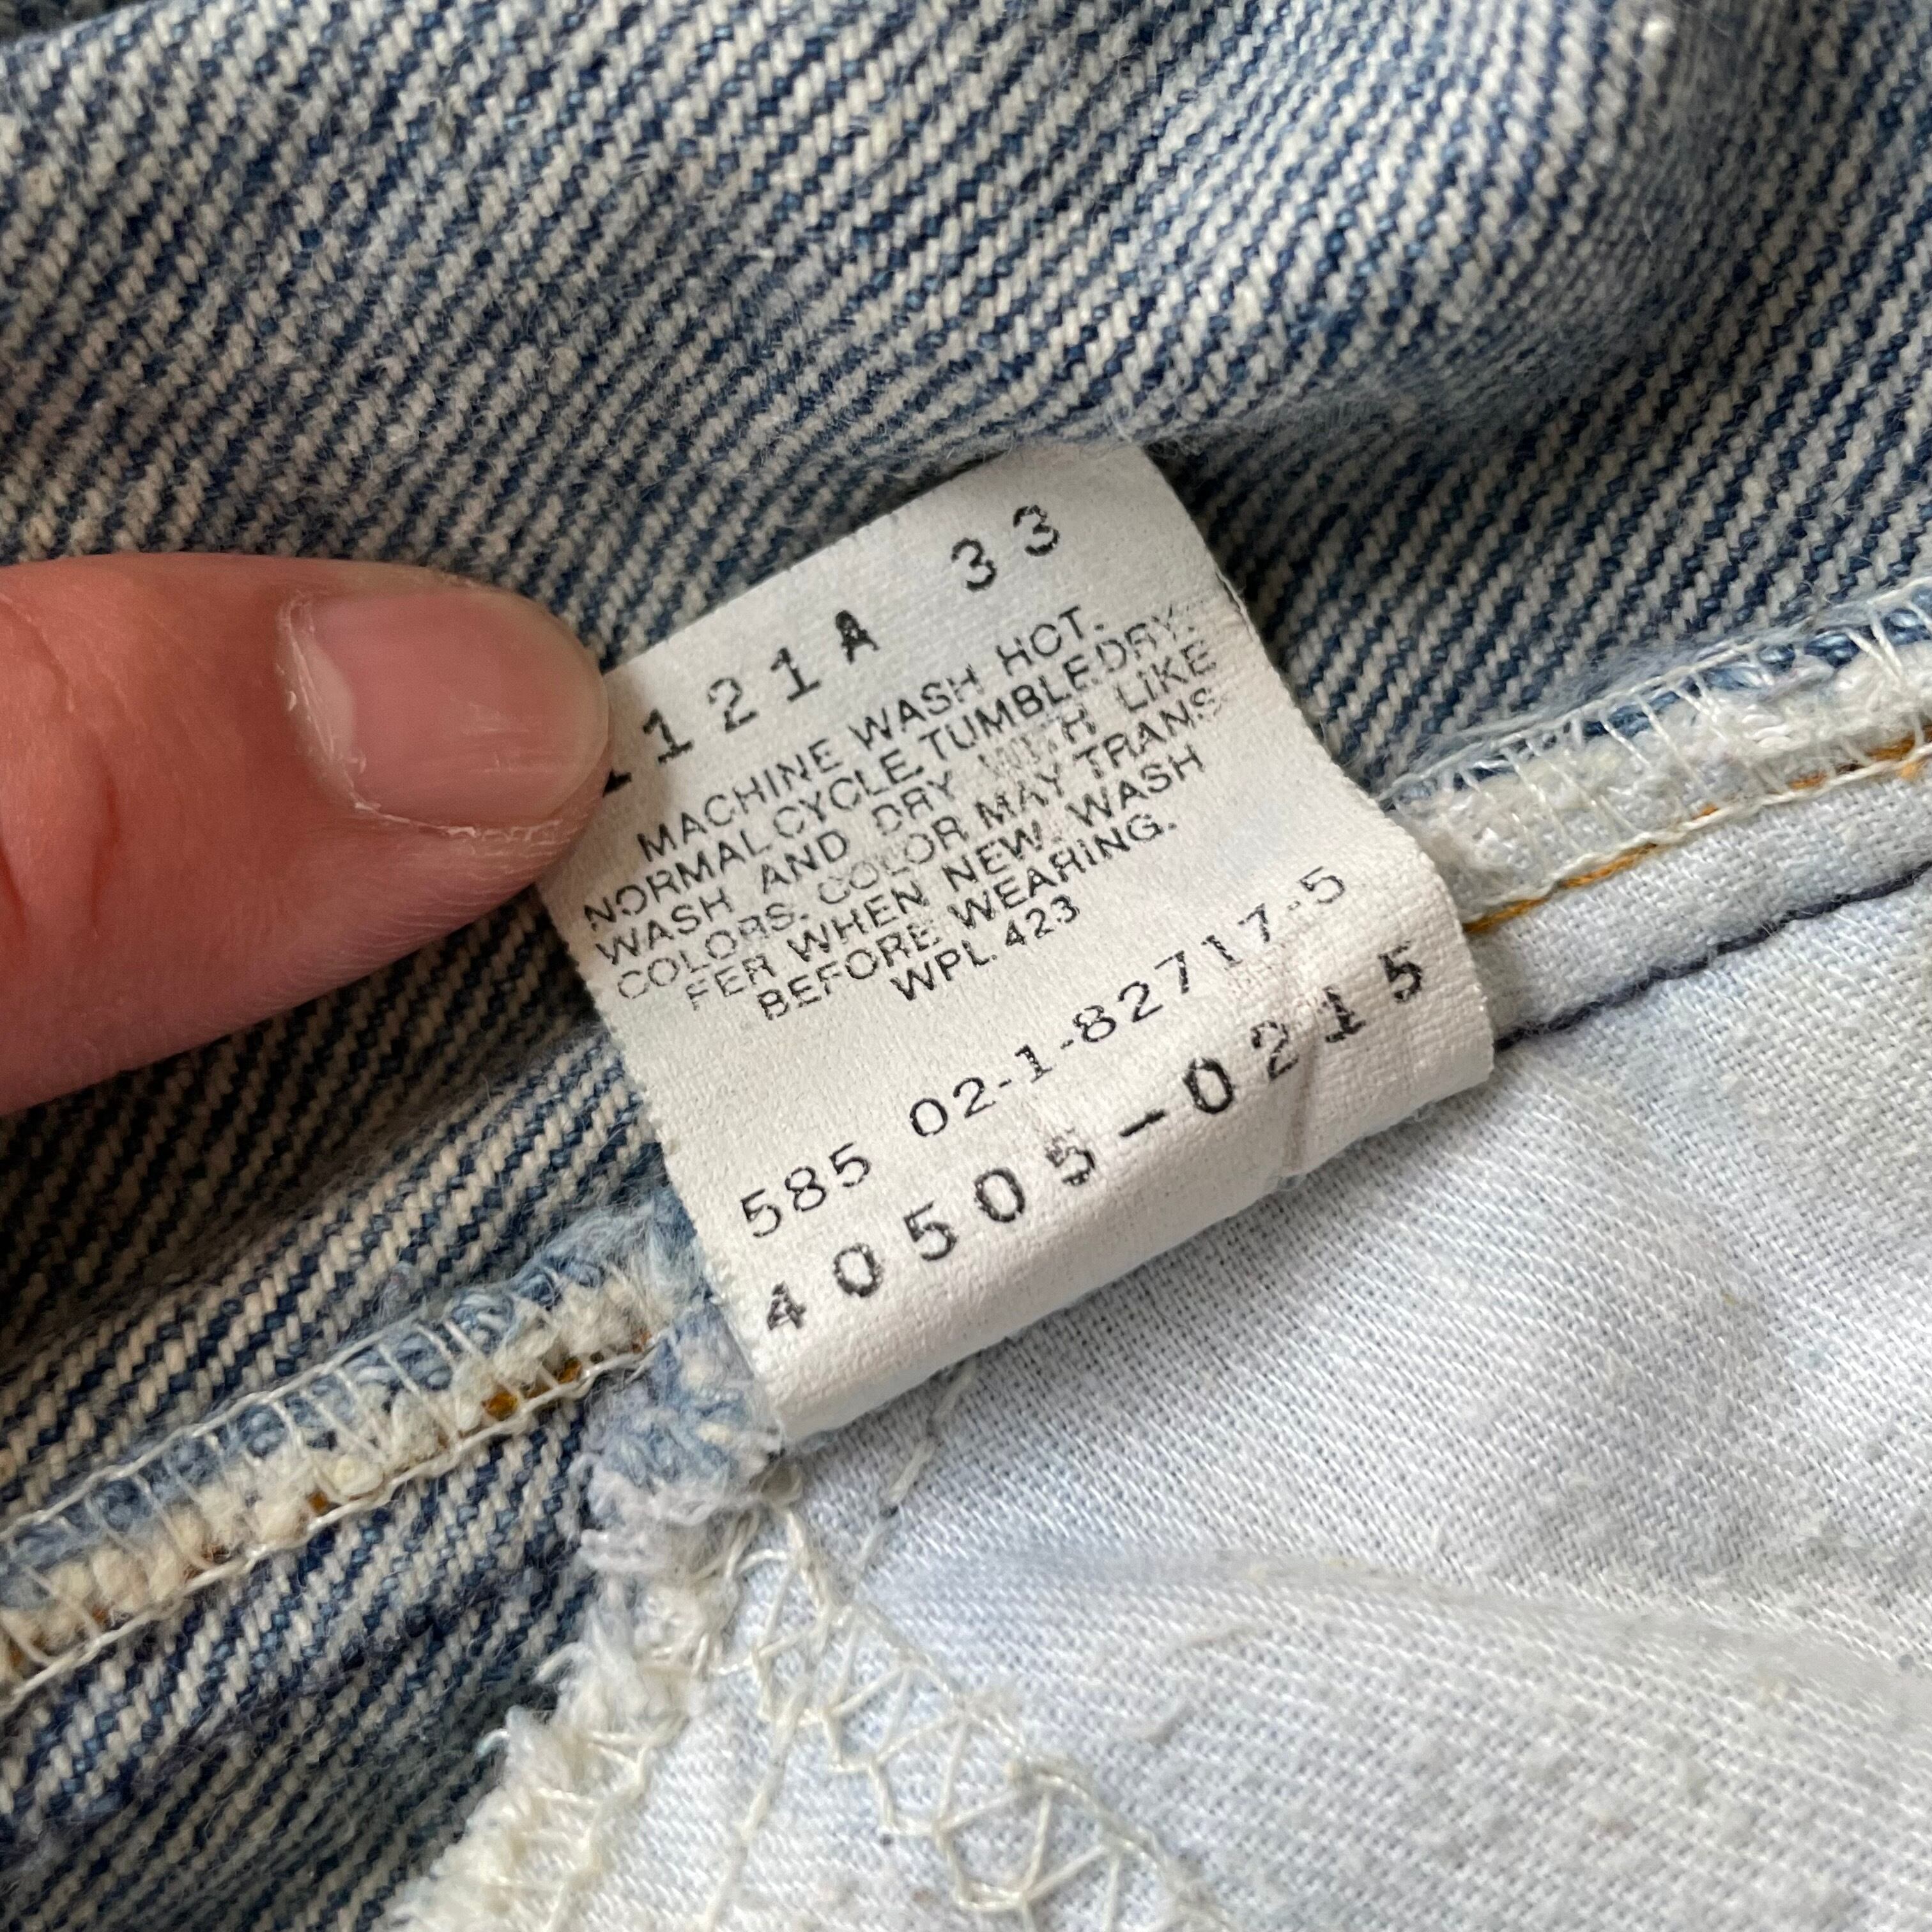 1121A 33
MACHINE WASH HOT.
NORMAL CYCLE. TUMBLE DRY.
WASH AND DRY WITH LIKE
COLORS. COLOR MAY TRANS
FER WHEN NEW. WASH
BEFORE WEARING.
WPL 423
585 02-1-82717-5
40505-0215